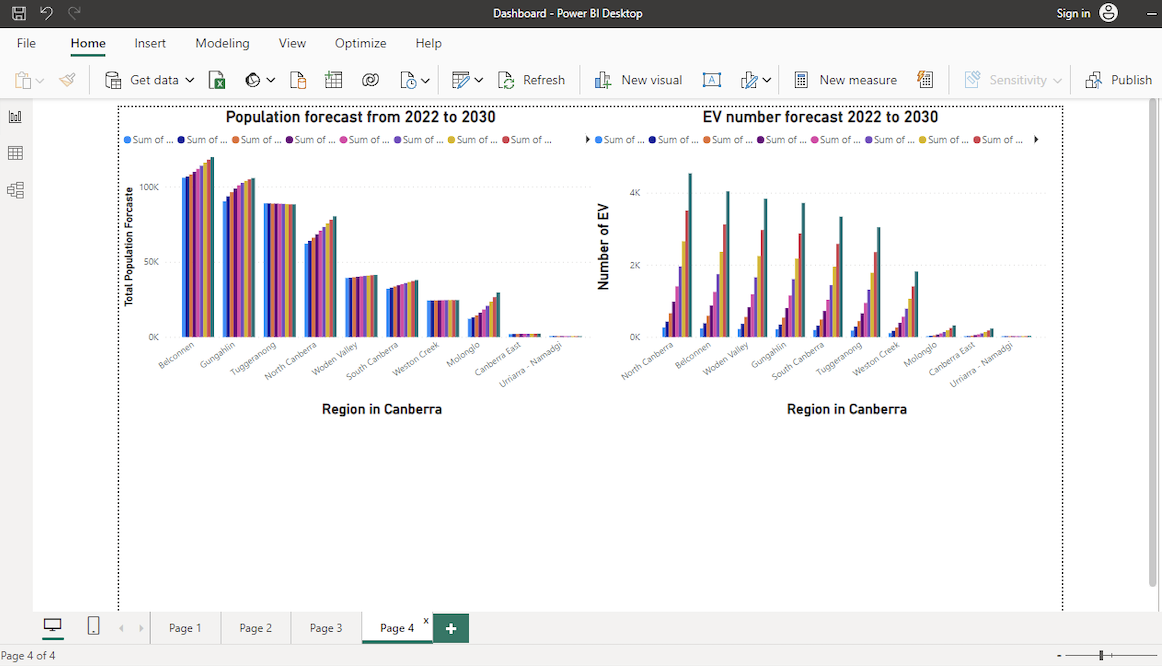 Dashboard - Power BI Desktop
Sign in
File Home Insert Modeling View Optimize Help
Get data Refresh New visual A New measure Sensitivity Publish
Population forecast from 2022 to 2030
Sum of ... Sum of ... Sum of ... Sum of ... Sum of ... Sum of ... Sum of ... Sum of ...
Total Population Forcaste
100K
50K
0K
Belconnen
Gungahlin
Tuggeranong
North Canberra
Woden Valley
South Canberra
Weston Creek
Molonglo
Canberra East
Urriarra - Namadgi
Region in Canberra
EV number forecast 2022 to 2030
Sum of ... Sum of ... Sum of ... Sum of ... Sum of ... Sum of ... Sum of ... Sum of ...
Number of EV
4K
2K
0K
North Canberra
Belconnen
Woden Valley
Gungahlin
South Canberra
Tuggeranong
Weston Creek
Molonglo
Canberra East
Urriarra - Namadgi
Region in Canberra
Page 1 Page 2 Page 3 Page 4 x +
Page 4 of 4